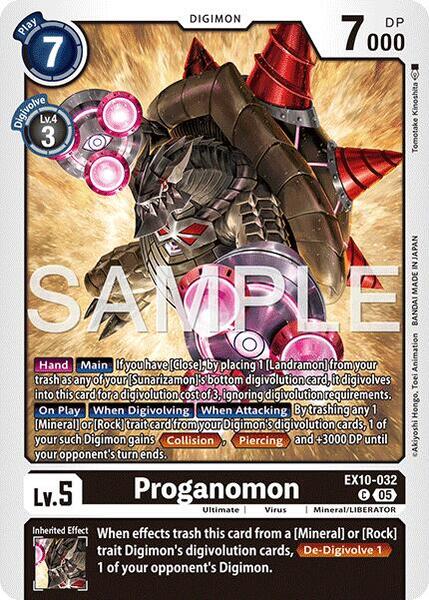 Play
7
DIGIMON
7000 DP
Digivolve
Lv.4
3
Tomotake Kinoshita
©Akiyoshi Hongo, Toei Animation BANDAI MADE IN JAPAN
SAMPLE
Hand Main If you have [Close], by placing 1 [Landramon] from your
trash as any of your [Sunarizamon]'s bottom digivolution card, it digivolves
into this card for a digivolution cost of 3, ignoring digivolution requirements.
On Play When Digivolving When Attacking By trashing any 1
[Mineral] or [Rock] trait card from your Digimon's digivolution cards, 1 of
your such Digimon gains Collision, Piercing and +3000 DP until
your opponent's turn ends.
Lv.5
Proganomon
EX10-032
C 05
Ultimate Virus Mineral/LIBERATOR
Inherited Effect
When effects trash this card from a [Mineral] or [Rock]
trait Digimon's digivolution cards, De-Digivolve 1
1 of your opponent's Digimon.